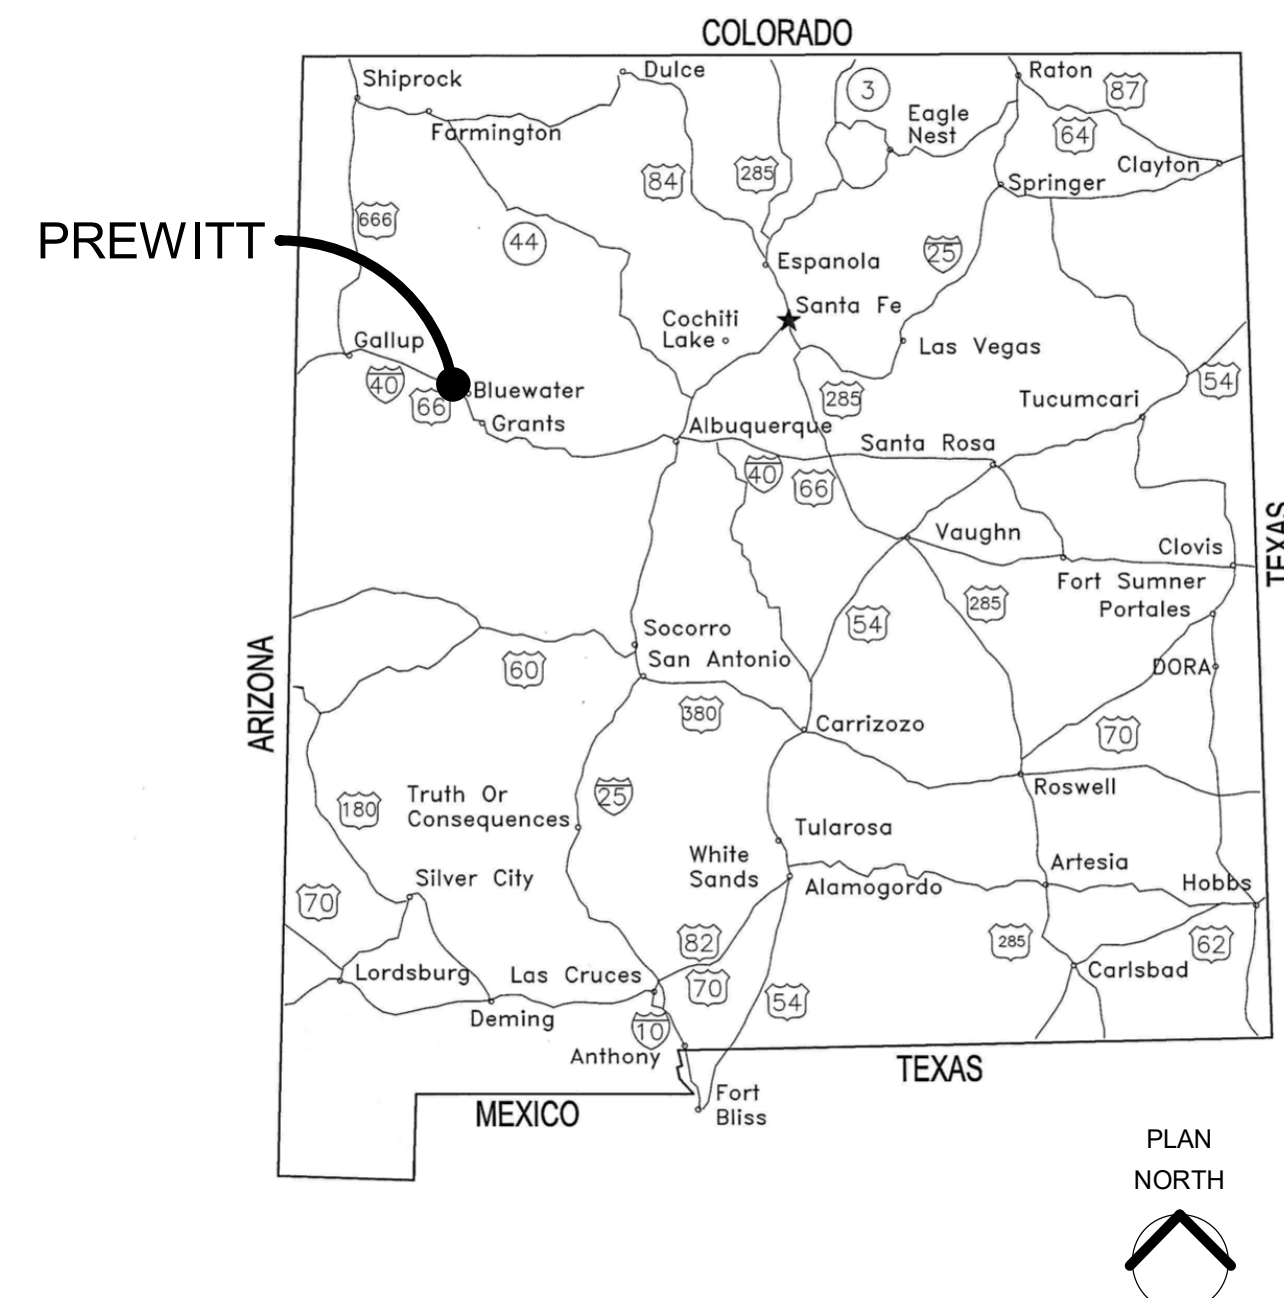 COLORADO
Shiprock
Dulce
3
Raton
87
Farmington
Eagle
Nest
64
84
285
Clayton
Springer
666
PREWITT
44
25
Espanola
Santa Fe
Cochiti
Lake
Gallup
Las Vegas
40
66
Bluewater
285
54
Tucumcari
Grants
Albuquerque
Santa Rosa
40
66
Vaughn
Clovis
TEXAS
Fort Sumner
285
Portales
54
Socorro
San Antonio
60
DORA
ARIZONA
380
Carrizozo
70
Roswell
Truth Or
Consequences
25
180
Tularosa
White
Sands
Artesia
Silver City
Alamogordo
Hobbs
70
82
285
62
Lordsburg
Las Cruces
Carlsbad
70
54
Deming
10
Anthony
TEXAS
Fort
Bliss
MEXICO
PLAN
NORTH